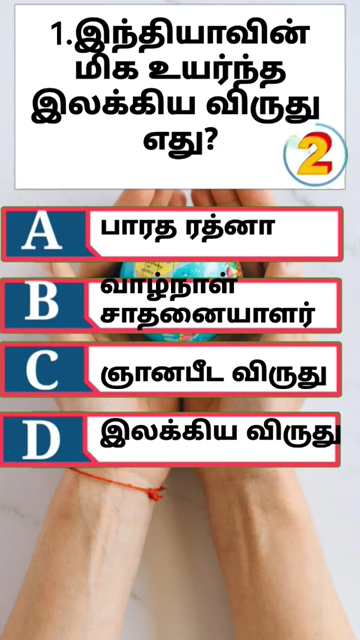 1.இந்தியாவின்
மிக உயர்ந்த
இலக்கிய விருது
எது?
2
A பாரத ரத்னா
B வாழ்நாள்
சாதனையாளர்
C ஞானபீட விருது
D இலக்கிய விருது